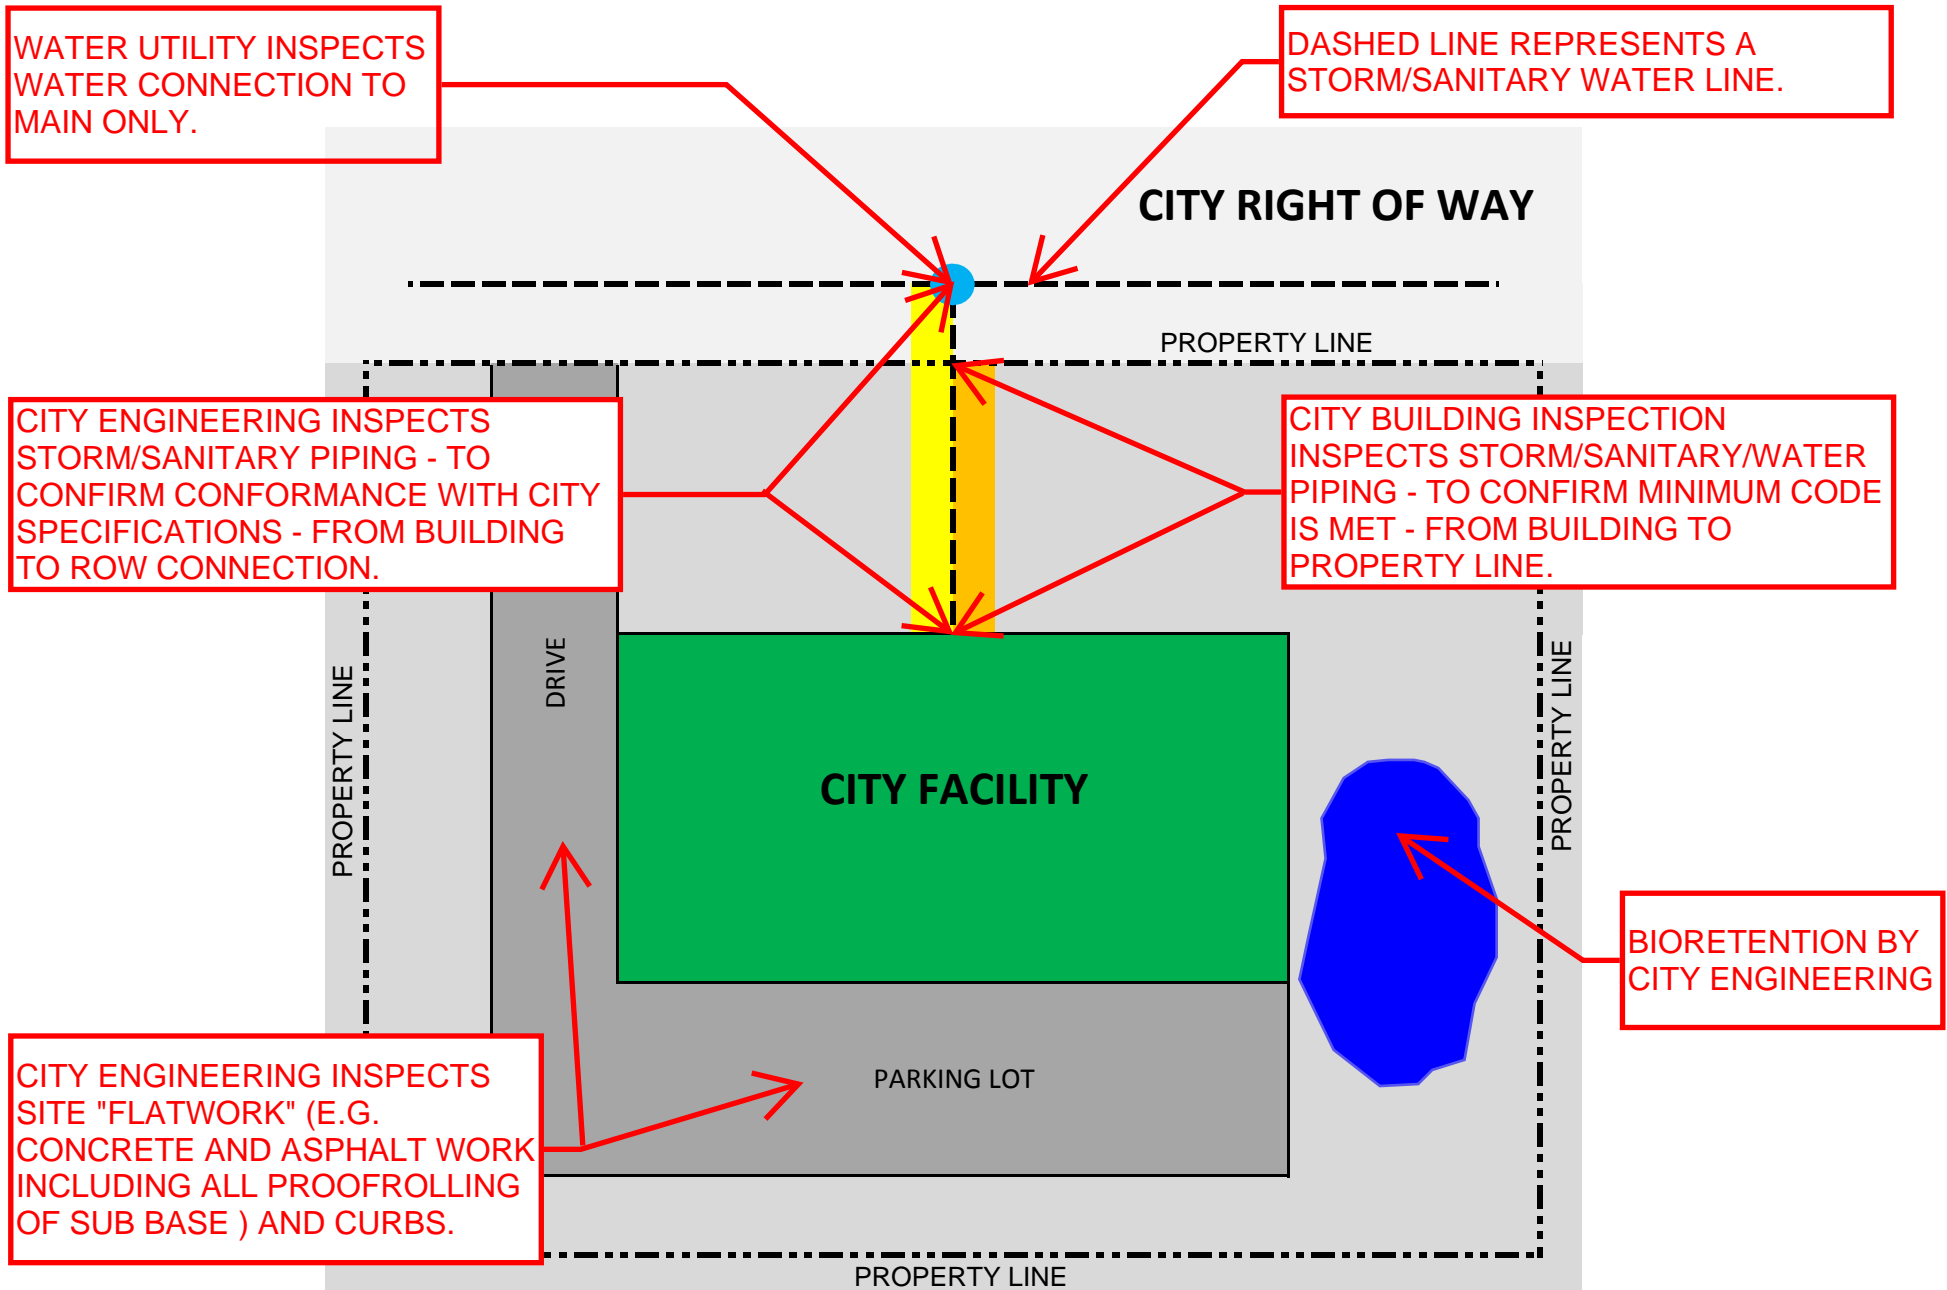 WATER UTILITY INSPECTS
WATER CONNECTION TO
MAIN ONLY.
DASHED LINE REPRESENTS A
STORM/SANITARY WATER LINE.
CITY RIGHT OF WAY
PROPERTY LINE
CITY ENGINEERING INSPECTS
STORM/SANITARY PIPING - TO
CONFIRM CONFORMANCE WITH CITY
SPECIFICATIONS - FROM BUILDING
TO ROW CONNECTION.
CITY BUILDING INSPECTION
INSPECTS STORM/SANITARY/WATER
PIPING - TO CONFIRM MINIMUM CODE
IS MET - FROM BUILDING TO
PROPERTY LINE.
PROPERTY LINE
DRIVE
CITY FACILITY
PROPERTY LINE
BIORETENTION BY
CITY ENGINEERING
CITY ENGINEERING INSPECTS
SITE "FLATWORK" (E.G.
CONCRETE AND ASPHALT WORK
INCLUDING ALL PROOFROLLING
OF SUB BASE ) AND CURBS.
PARKING LOT
PROPERTY LINE